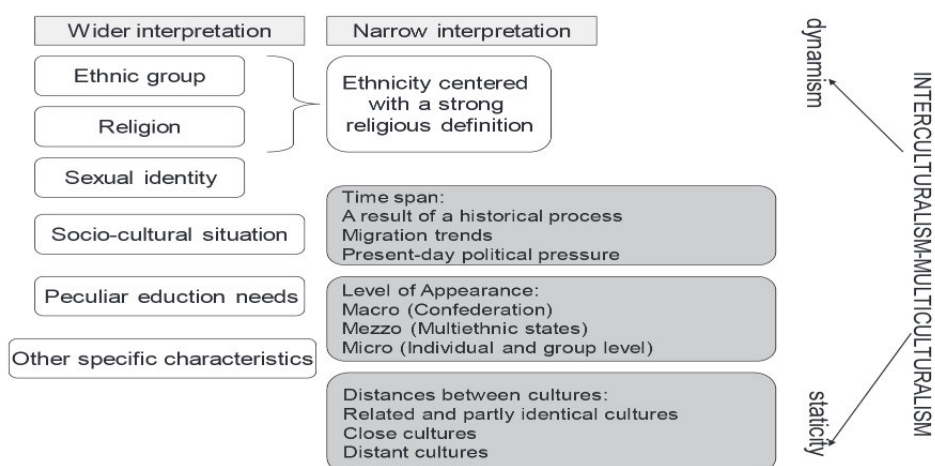 Wider interpretation
Narrow interpretation
Ethnic group
Religion
Sexual identity
Socio-cultural situation
Peculiar eduction needs
Other specific characteristics
Ethnicity centered
with a strong
religious definition
Time span:
A result of a historical process
Migration trends
Present-day political pressure
Level of Appearance:
Macro (Confederation)
Mezzo (Multiethnic states)
Micro (Individual and group level)
Distances between cultures:
Related and partly identical cultures
Close cultures
Distant cultures
dynamism
staticity
INTERCULTURALISM-MULTICULTURALISM